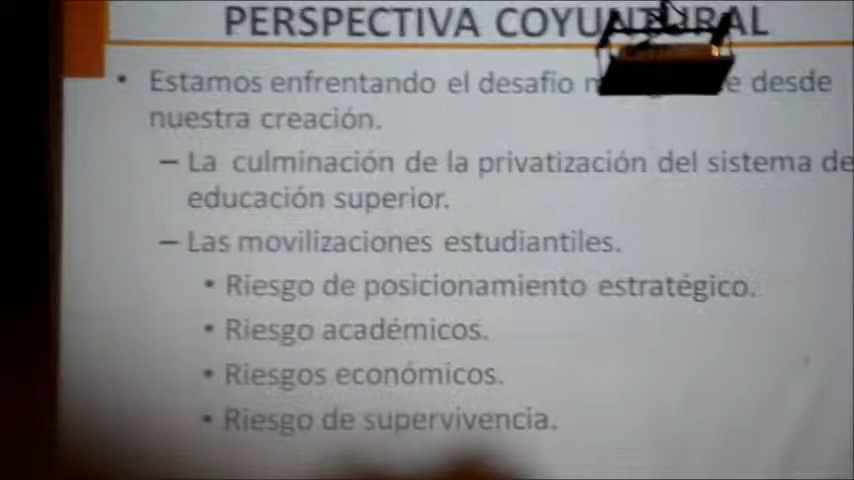 PERSPECTIVA COYUNTURAL
• Estamos enfrentando el desafío desde
nuestra creación.
– La culminación de la privatización del sistema de
educación superior.
– Las movilizaciones estudiantiles.
• Riesgo de posicionamiento estratégico.
• Riesgo académicos.
• Riesgos económicos.
• Riesgo de supervivencia.